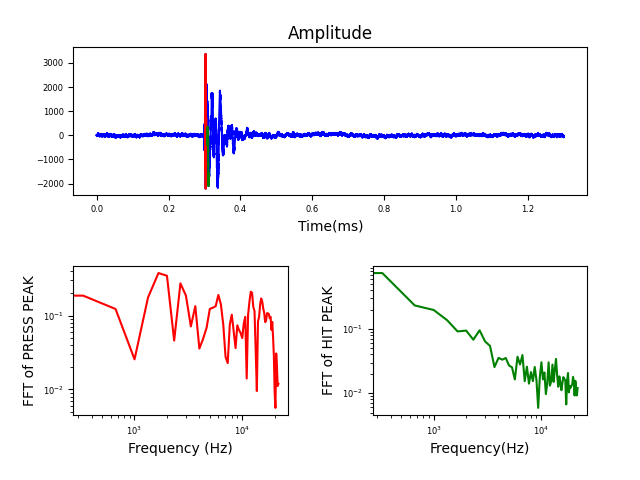 Amplitude
3000
2000
1000
0
−1000
−2000
0.0 0.2 0.4 0.6 0.8 1.0 1.2
Time(ms)
FFT of PRESS PEAK
10⁻¹
10⁻²
10³ 10⁴
Frequency (Hz)
FFT of HIT PEAK
10⁻¹
10⁻²
10³ 10⁴
Frequency(Hz)